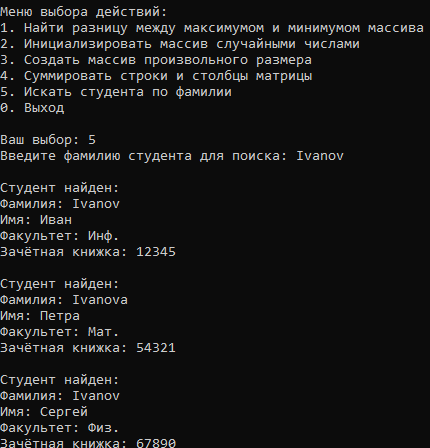 Меню выбора действий:
1. Найти разницу между максимумом и минимумом массива
2. Инициализировать массив случайными числами
3. Создать массив произвольного размера
4. Суммировать строки и столбцы матрицы
5. Искать студента по фамилии
0. Выход
Ваш выбор: 5
Введите фамилию студента для поиска: Ivanov
Студент найден:
Фамилия: Ivanov
Имя: Иван
Факультет: Инф.
Зачётная книжка: 12345
Студент найден:
Фамилия: Ivanova
Имя: Петра
Факультет: Мат.
Зачётная книжка: 54321
Студент найден:
Фамилия: Ivanov
Имя: Сергей
Факультет: Физ.
Зачётная книжка: 67890